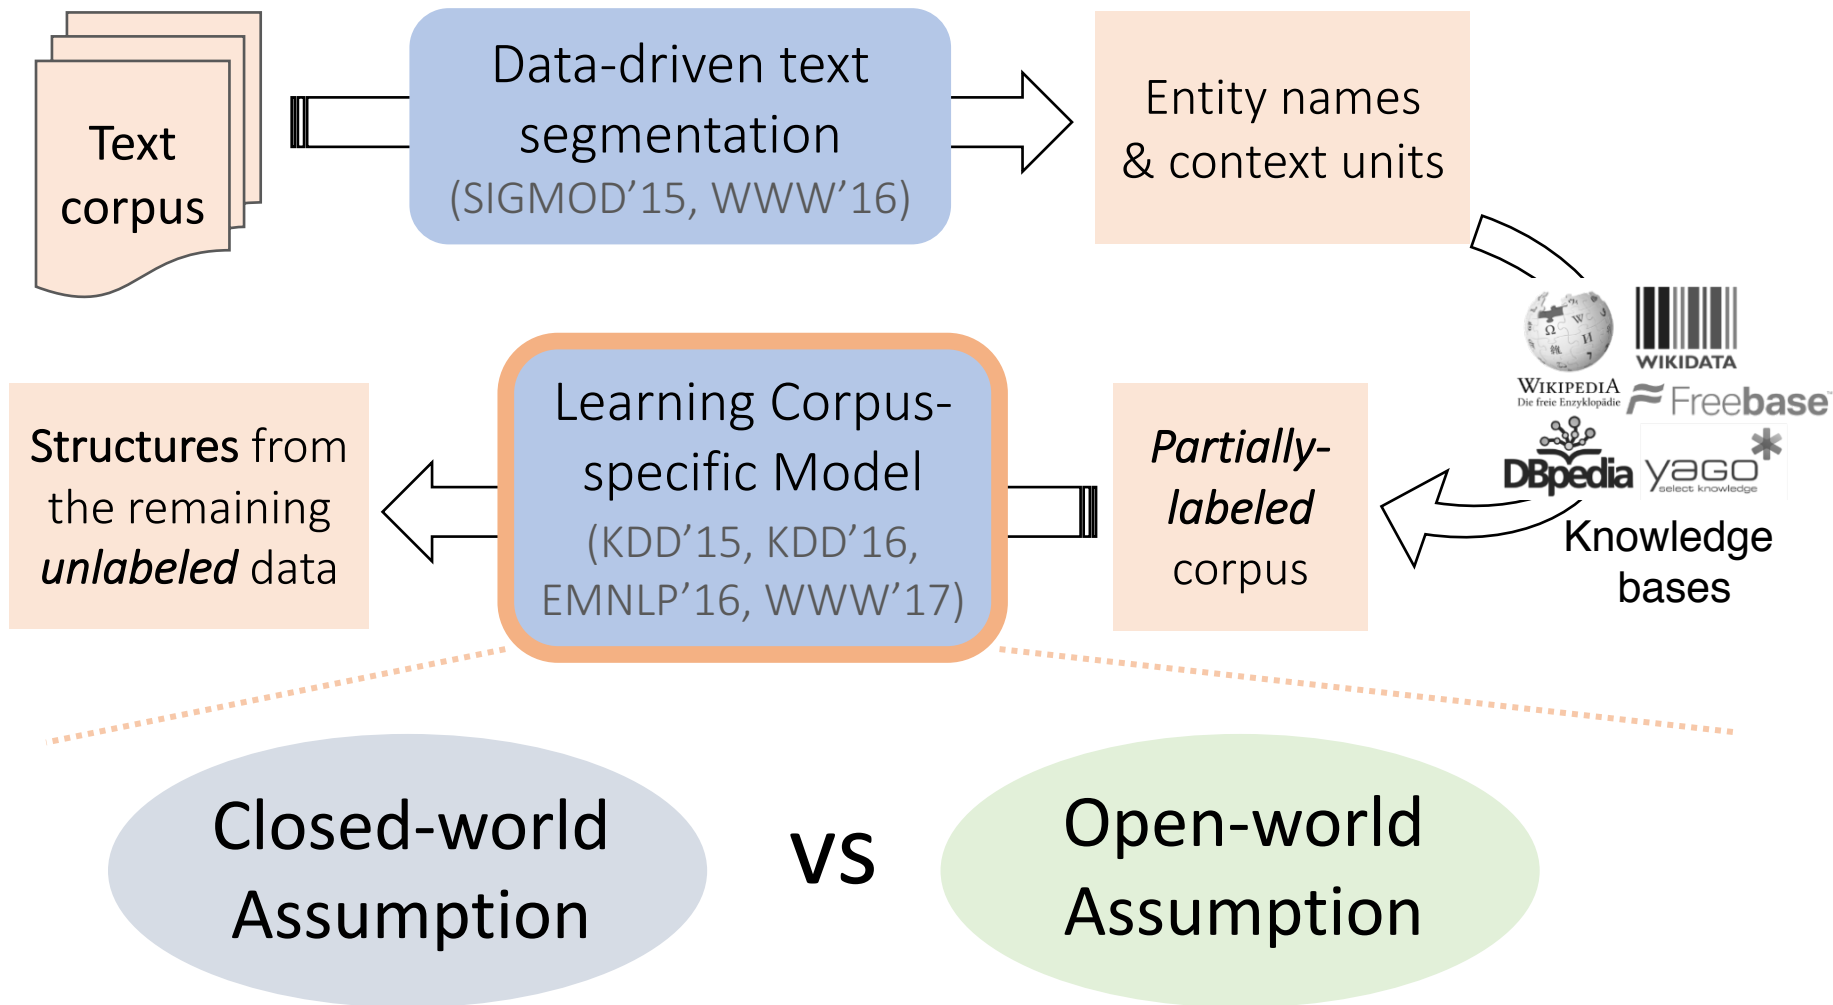 Text
corpus
Data-driven text
segmentation
(SIGMOD’15, WWW’16)
Entity names
& context units
WIKIPEDIA
Die freie Enzyklopädie
WIKIDATA
Freebase™
DBpedia
yago
select knowledge
Knowledge
bases
Partially-
labeled
corpus
Learning Corpus-
specific Model
(KDD’15, KDD’16,
EMNLP’16, WWW’17)
Structures from
the remaining
unlabeled data
Closed-world
Assumption
vs
Open-world
Assumption